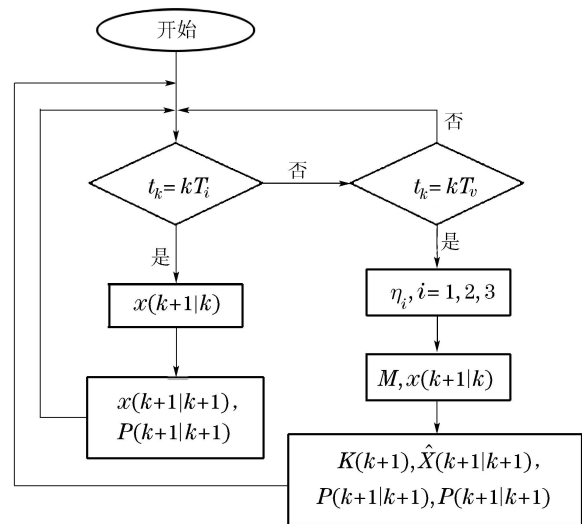 开始
否
t_k=kT_i
否
t_k=kT_v
是
是
x(k+1|k)
η_i, i=1,2,3
M, x(k+1|k)
x(k+1|k+1),
P(k+1|k+1)
K(k+1), X̂(k+1|k+1),
P(k+1|k+1), P(k+1|k+1)